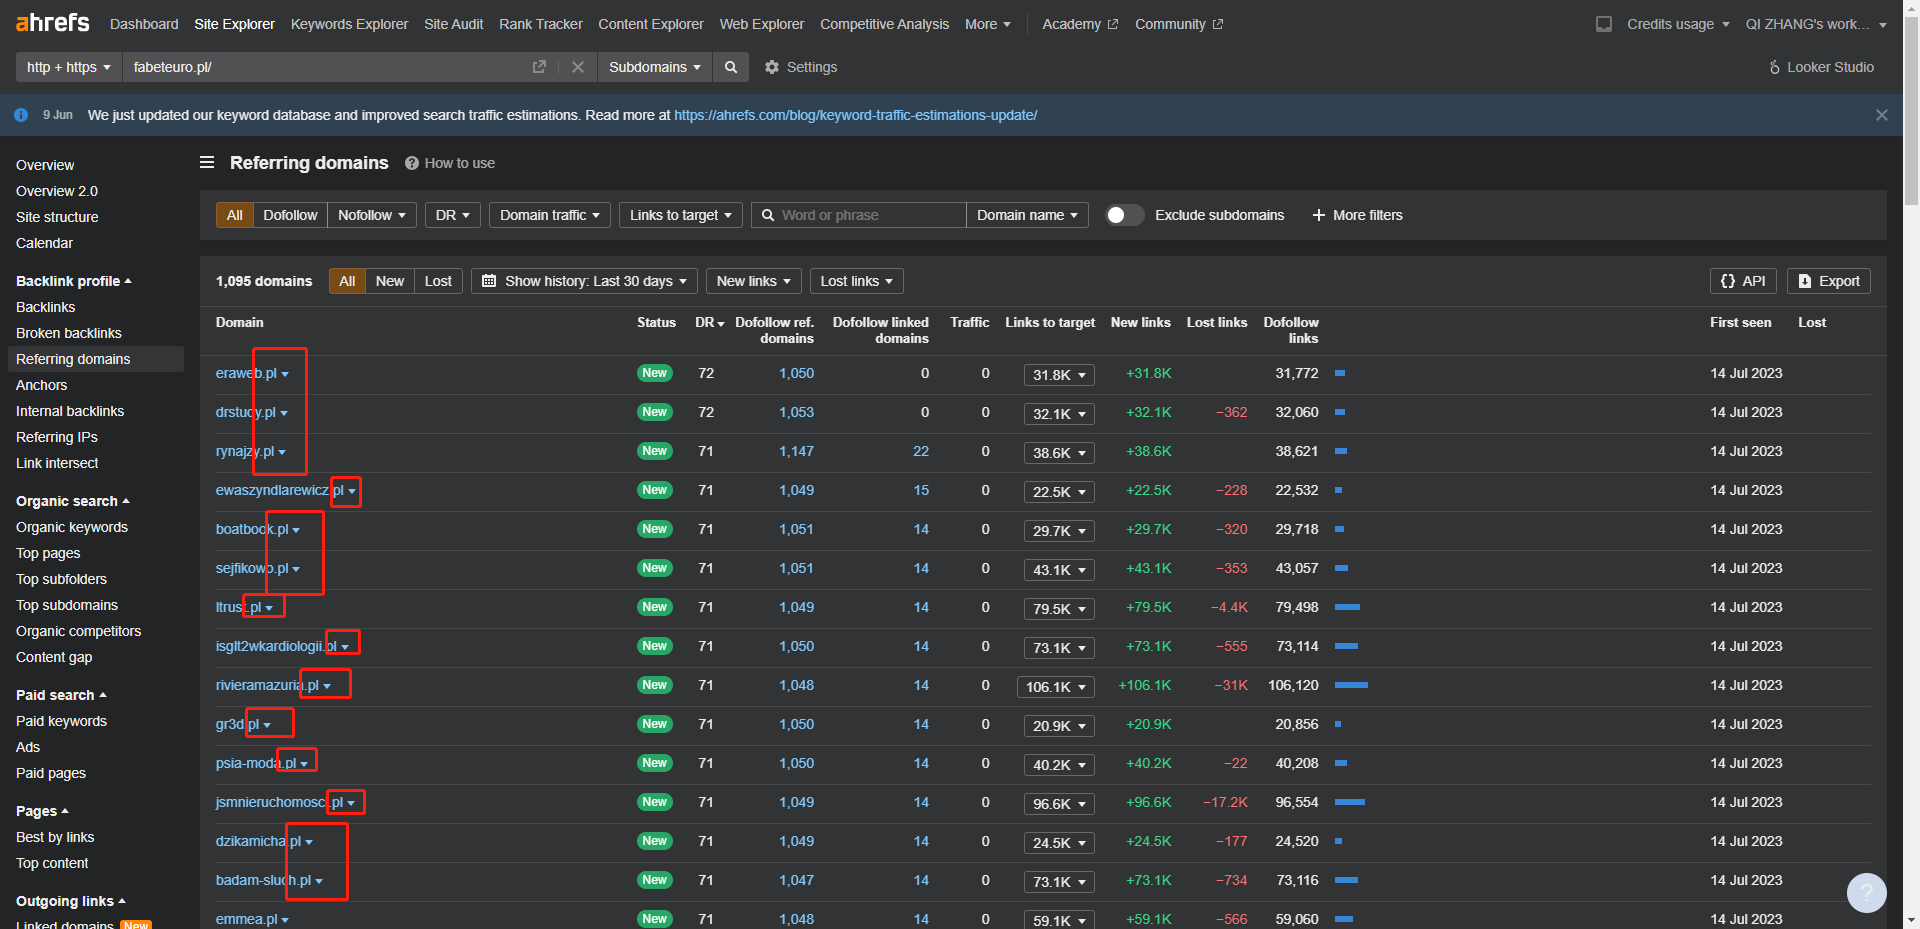 ahrefs Dashboard Site Explorer Keywords Explorer Site Audit Rank Tracker Content Explorer Web Explorer Competitive Analysis More Academy Community Credits usage QI ZHANG's work...
http + https fabeteuro.pl/ Subdomains Settings Looker Studio
9 Jun We just updated our keyword database and improved search traffic estimations. Read more at https://ahrefs.com/blog/keyword-traffic-estimations-update/
Overview
Overview 2.0
Site structure
Calendar
Backlink profile
Backlinks
Broken backlinks
Referring domains
Anchors
Internal backlinks
Referring IPs
Link intersect
Organic search
Organic keywords
Top pages
Top subfolders
Top subdomains
Organic competitors
Content gap
Paid search
Paid keywords
Ads
Paid pages
Pages
Best by links
Top content
Outgoing links
Linked domains New
Referring domains ? How to use
All Dofollow Nofollow DR Domain traffic Links to target Word or phrase Domain name Exclude subdomains + More filters
1,095 domains All New Lost Show history: Last 30 days New links Lost links {} API Export
Domain Status DR Dofollow ref. domains Dofollow linked domains Traffic Links to target New links Lost links Dofollow links First seen Lost
eraweb.pl New 72 1,050 0 0 31.8K +31.8K 31,772 14 Jul 2023
drstudy.pl New 72 1,053 0 0 32.1K +32.1K −362 32,060 14 Jul 2023
rynajzy.pl New 71 1,147 22 0 38.6K +38.6K 38,621 14 Jul 2023
ewaszyndlarewicz.pl New 71 1,049 15 0 22.5K +22.5K −228 22,532 14 Jul 2023
boatbook.pl New 71 1,051 14 0 29.7K +29.7K −320 29,718 14 Jul 2023
sejfikowo.pl New 71 1,051 14 0 43.1K +43.1K −353 43,057 14 Jul 2023
ltrust.pl New 71 1,049 14 0 79.5K +79.5K −4.4K 79,498 14 Jul 2023
isglt2wkardiologii.pl New 71 1,050 14 0 73.1K +73.1K −555 73,114 14 Jul 2023
rivieramazuria.pl New 71 1,048 14 0 106.1K +106.1K −31K 106,120 14 Jul 2023
gr3d.pl New 71 1,050 14 0 20.9K +20.9K 20,856 14 Jul 2023
psia-moda.pl New 71 1,050 14 0 40.2K +40.2K −22 40,208 14 Jul 2023
jsmnieruchomosci.pl New 71 1,049 14 0 96.6K +96.6K −17.2K 96,554 14 Jul 2023
dzikamicha.pl New 71 1,049 14 0 24.5K +24.5K −177 24,520 14 Jul 2023
badam-sluch.pl New 71 1,047 14 0 73.1K +73.1K −734 73,116 14 Jul 2023
emmea.pl New 71 1,048 14 0 59.1K +59.1K −566 59,060 14 Jul 2023
?